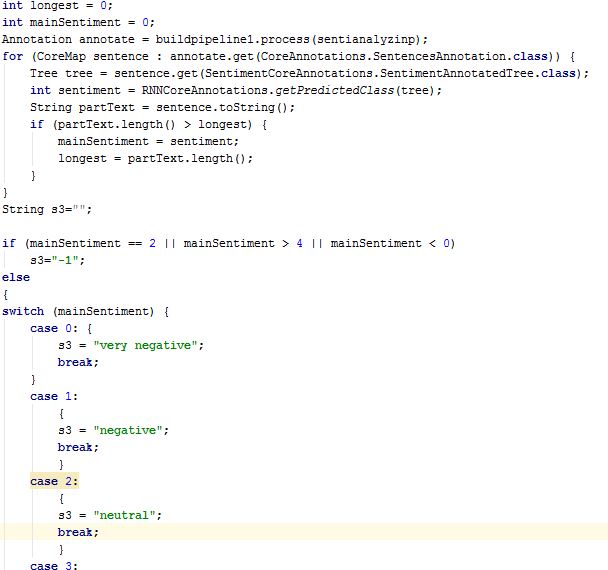 int longest = 0;
int mainSentiment = 0;
Annotation annotate = buildpipeline1.process(sentianalyzinp);
for (CoreMap sentence : annotate.get(CoreAnnotations.SentencesAnnotation.class)) {
    Tree tree = sentence.get(SentimentCoreAnnotations.SentimentAnnotatedTree.class);
    int sentiment = RNNCoreAnnotations.getPredictedClass(tree);
    String partText = sentence.toString();
    if (partText.length() > longest) {
        mainSentiment = sentiment;
        longest = partText.length();
    }
}
String s3="";

if (mainSentiment == 2 || mainSentiment > 4 || mainSentiment < 0)
    s3="-1";
else
{
switch (mainSentiment) {
    case 0: {
        s3 = "very negative";
        break;
    }
    case 1:
        {
        s3 = "negative";
        break;
        }
    case 2:
        {
        s3 = "neutral";
        break;
        }
    case 3: